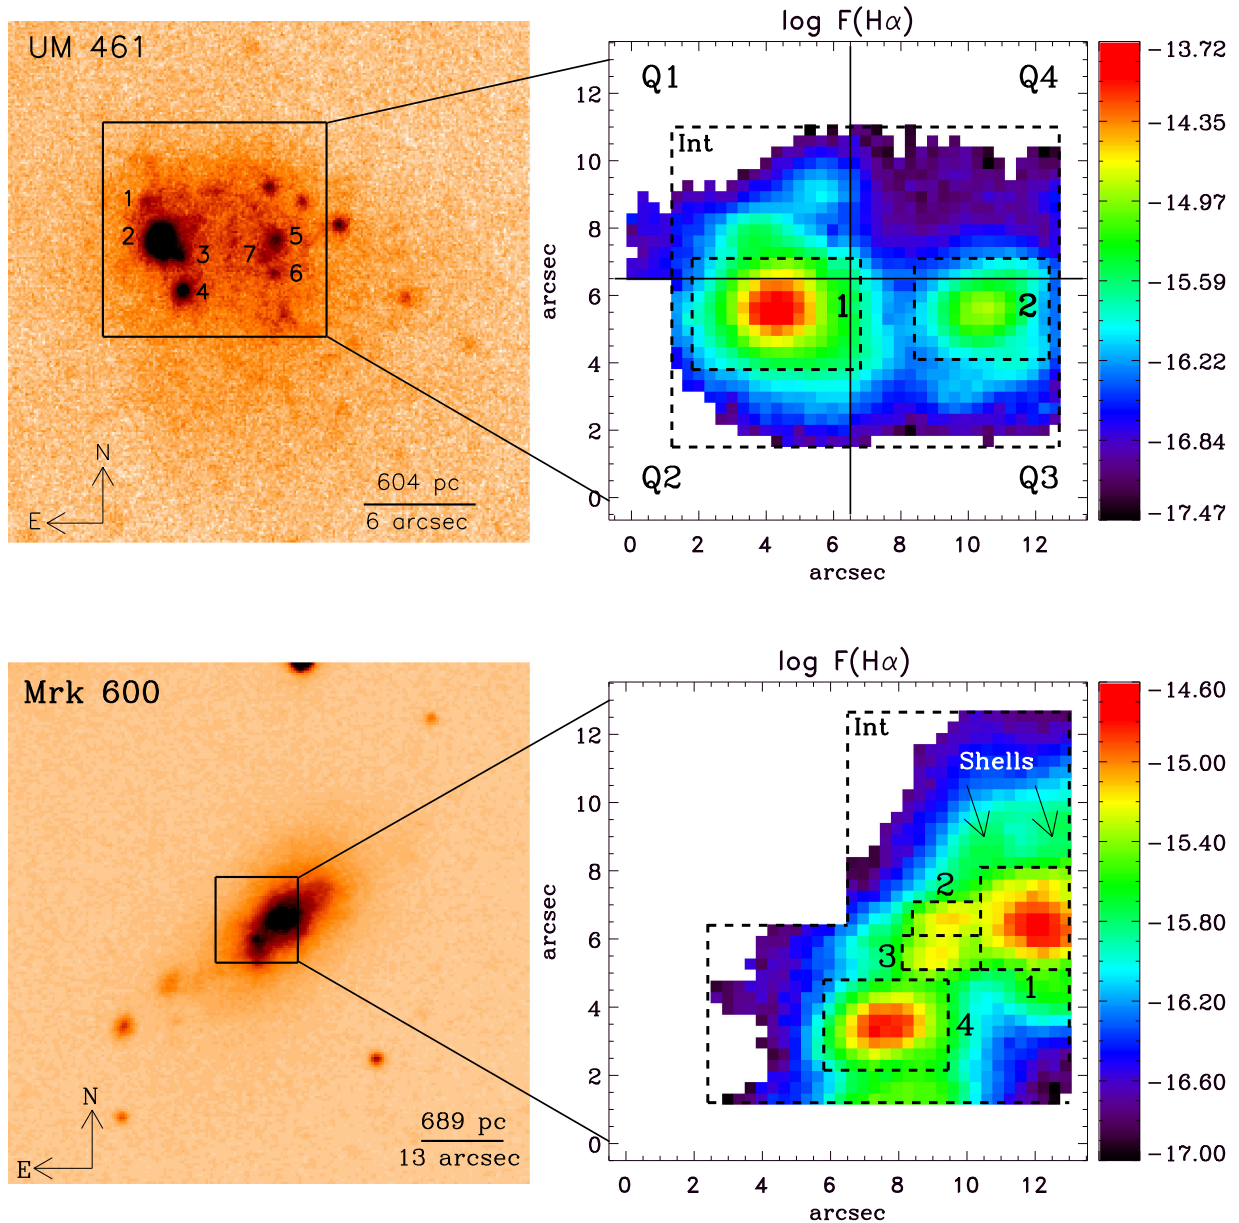 UM 461
1
2
3
4
5
6
7
N
E
604 pc
6 arcsec
log F(Hα)
Q1
Q4
Int
1
2
Q2
Q3
12
10
8
6
4
2
0
arcsec
0 2 4 6 8 10 12
arcsec
−13.72
−14.35
−14.97
−15.59
−16.22
−16.84
−17.47
Mrk 600
N
E
689 pc
13 arcsec
log F(Hα)
Int
Shells
2
3
1
4
12
10
8
6
4
2
0
arcsec
0 2 4 6 8 10 12
arcsec
−14.60
−15.00
−15.40
−15.80
−16.20
−16.60
−17.00